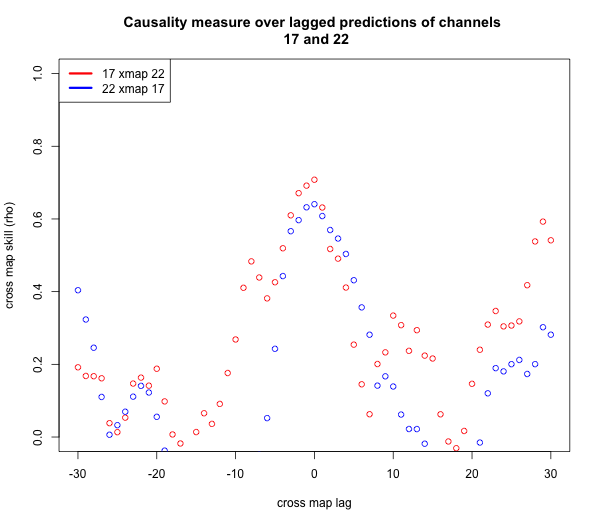 Causality measure over lagged predictions of channels
17 and 22
17 xmap 22
22 xmap 17
cross map skill (rho)
1.0
0.8
0.6
0.4
0.2
0.0
-30 -20 -10 0 10 20 30
cross map lag